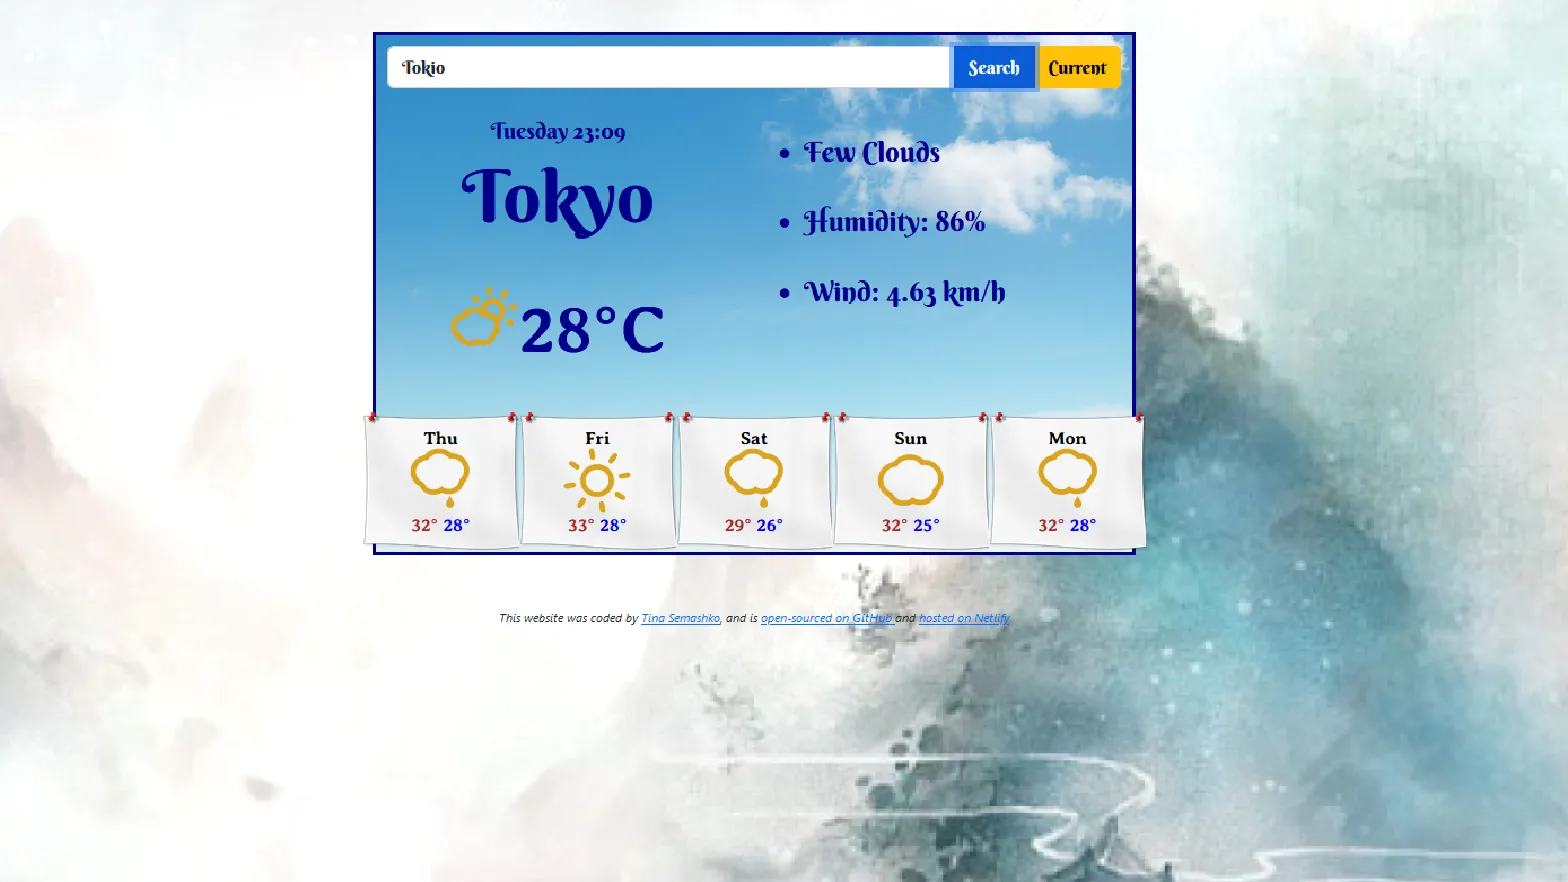 Tokio
Search
Current
Tuesday 23:09
Tokyo
28°C
Few Clouds
Humidity: 86%
Wind: 4.63 km/h
Thu
32° 28°
Fri
33° 28°
Sat
29° 26°
Sun
32° 25°
Mon
32° 28°
This website was coded by Tina Semashko, and is open-sourced on GitHub and hosted on Netlify